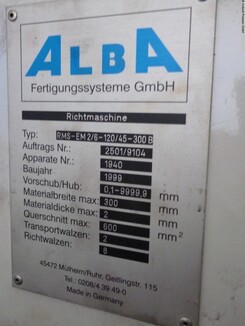 ALBA
Fertigungssysteme GmbH
Richtmaschine
Typ: RMS-EM 2/6-120/45-300 B
Auftrags Nr.: 2501/9104
Apparate Nr.: 1940
Baujahr 1999
Vorschub/Hub: 0,1-9999,9 mm
Materialbreite max: 300 mm
Materialdicke max: 2 mm
Querschnitt max: 600 mm²
Transportwalzen: 2
Richtwalzen: 8
45472 Mülheim/Ruhr, Geitlingstr. 115
Tel.: 0208/4 39 49-0
Made in Germany